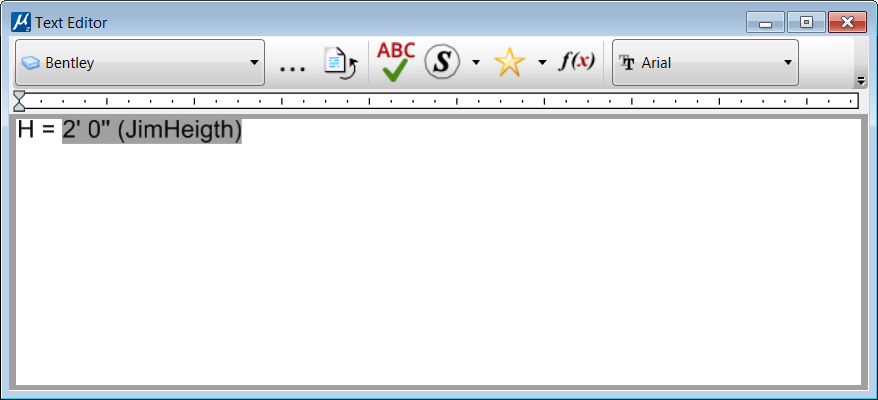 Text Editor
Bentley
...
ABC
S
f(x)
T Arial
H = 2' 0" (JimHeigth)